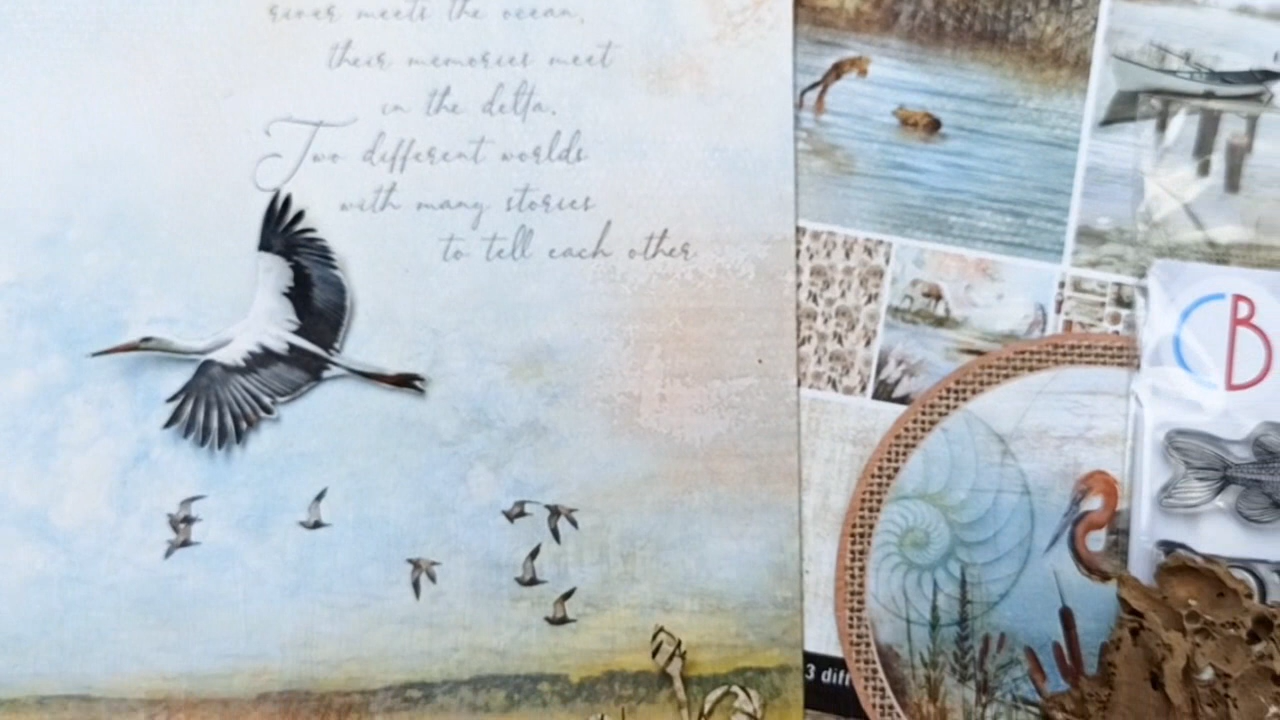 river meets the ocean,
their memories meet
in the delta.
Two different worlds
with many stories
to tell each other
CB
3 diff